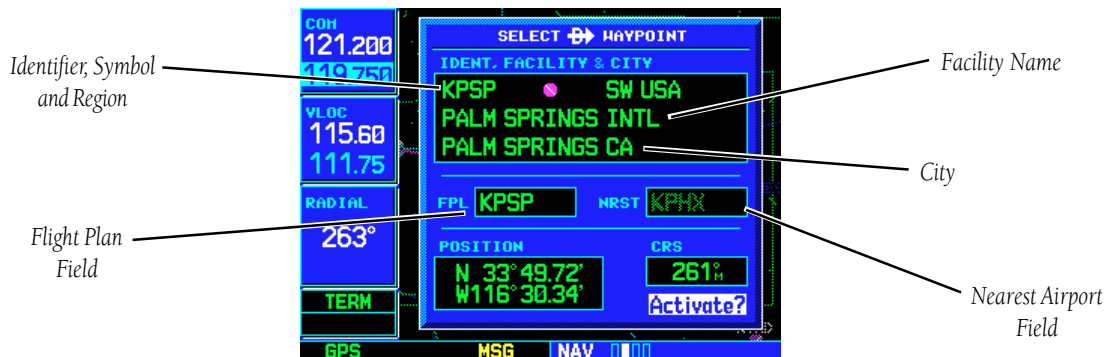 Identifier, Symbol
and Region
Flight Plan
Field
COM
121.200
119.750
VLOC
115.60
111.75
RADIAL
263°
TERM
GPS
MSG
NAV
SELECT D WAYPOINT
IDENT, FACILITY & CITY
KPSP SW USA
PALM SPRINGS INTL
PALM SPRINGS CA
FPL KPSP NRST KPHX
POSITION
N 33°49.72'
W116°30.34'
CRS
261°M
Activate?
Facility Name
City
Nearest Airport
Field